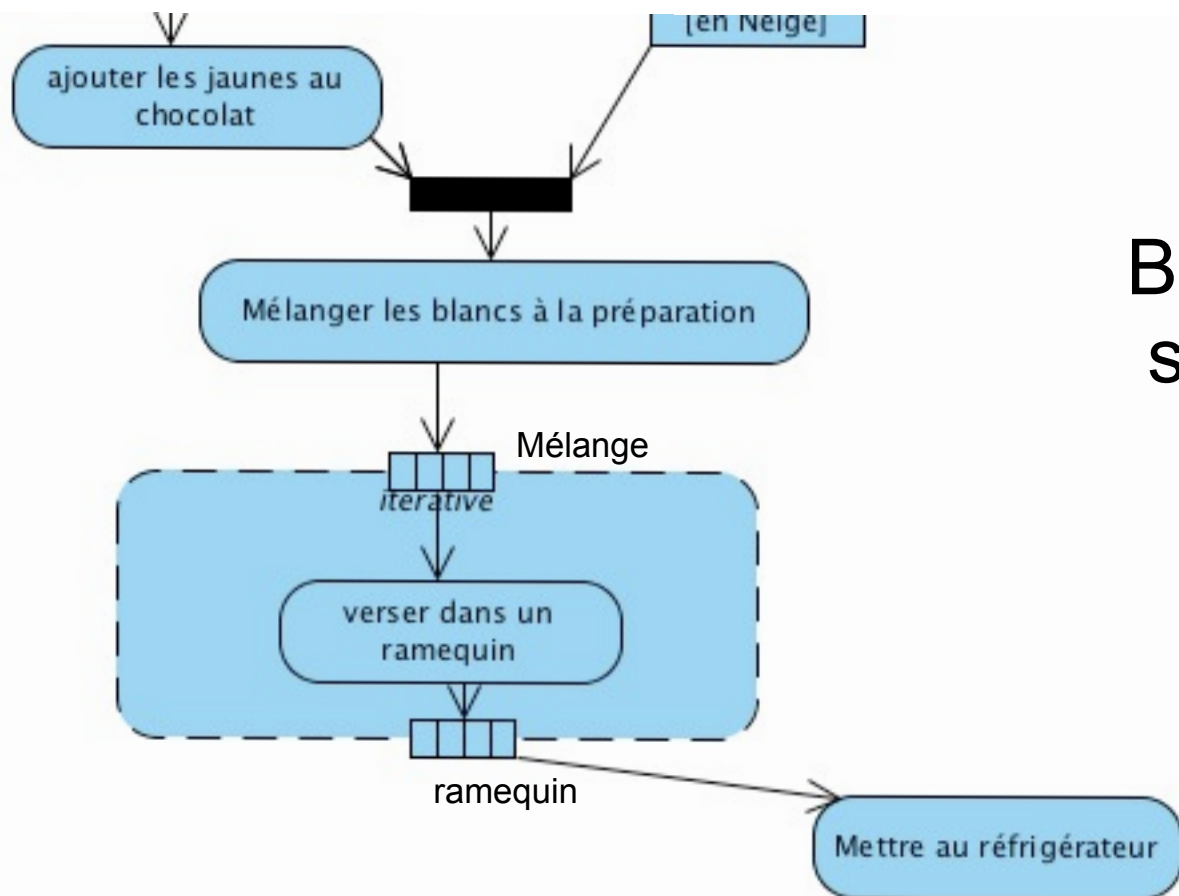 [en Neige]
ajouter les jaunes au
chocolat
B
s
Mélanger les blancs à la préparation
Mélange
iterative
verser dans un
ramequin
ramequin
Mettre au réfrigérateur